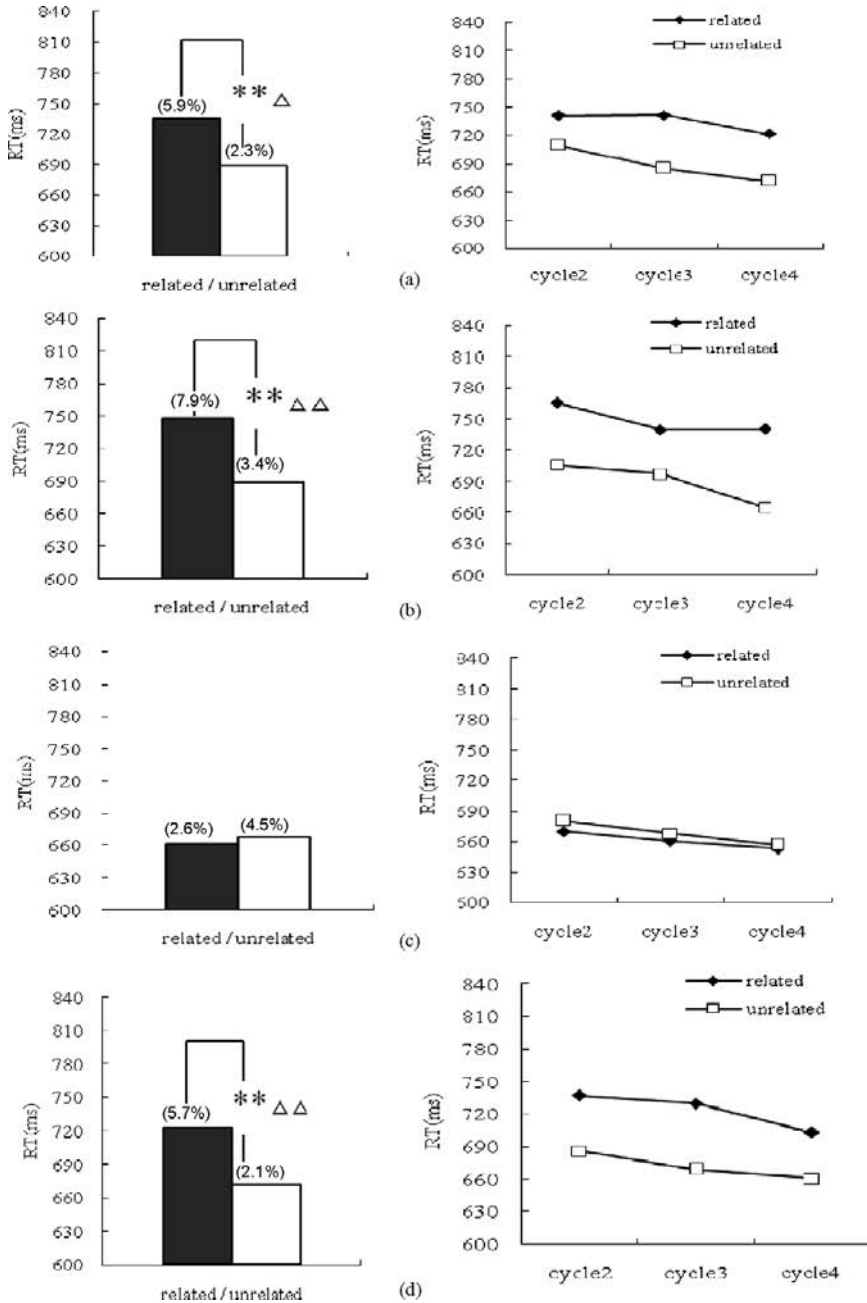 840
810
780
750
720
690
660
630
600
RT(ms)
(5.9%)
**△
(2.3%)
related / unrelated
840
810
780
750
720
690
660
630
600
RT(ms)
related
unrelated
cycle2 cycle3 cycle4
(a)
840
810
780
750
720
690
660
630
600
RT(ms)
(7.9%)
**△△
(3.4%)
related / unrelated
840
810
780
750
720
690
660
630
600
RT(ms)
related
unrelated
cycle2 cycle3 cycle4
(b)
840
810
780
750
720
690
660
630
600
RT(ms)
(2.6%)
(4.5%)
related / unrelated
840
810
780
750
720
590
560
530
500
RT(ms)
related
unrelated
cycle2 cycle3 cycle4
(c)
840
810
780
750
720
690
660
630
600
RT(ms)
(5.7%)
**△△
(2.1%)
related / unrelated
840
810
780
750
720
690
660
630
600
RT(ms)
related
unrelated
cycle2 cycle3 cycle4
(d)